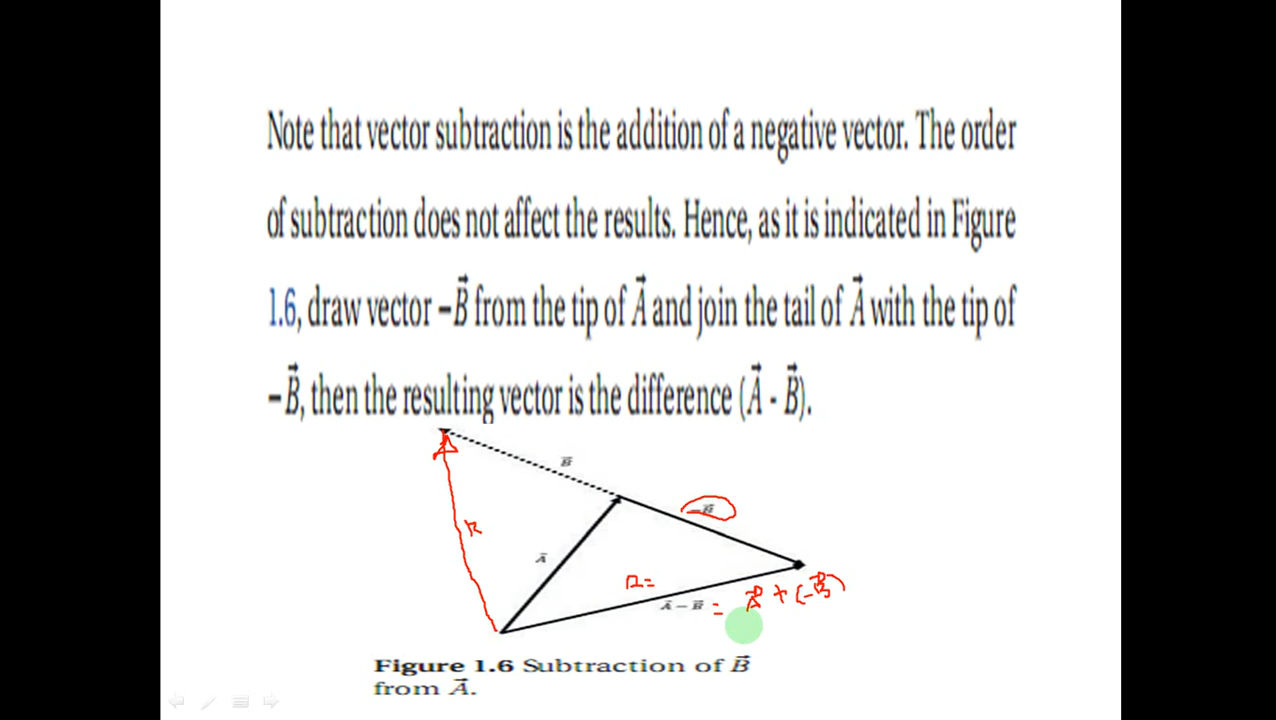 Note that vector subtraction is the addition of a negative vector. The order
of subtraction does not affect the results. Hence, as it is indicated in Figure
1.6, draw vector –B⃗ from the tip of A⃗ and join the tail of A⃗ with the tip of
–B⃗, then the resulting vector is the difference (A⃗ - B⃗).
B⃗
–B⃗
A⃗
R
R=
A⃗ – B⃗ = A⃗ + (–B⃗)
Figure 1.6 Subtraction of B⃗
from A⃗.